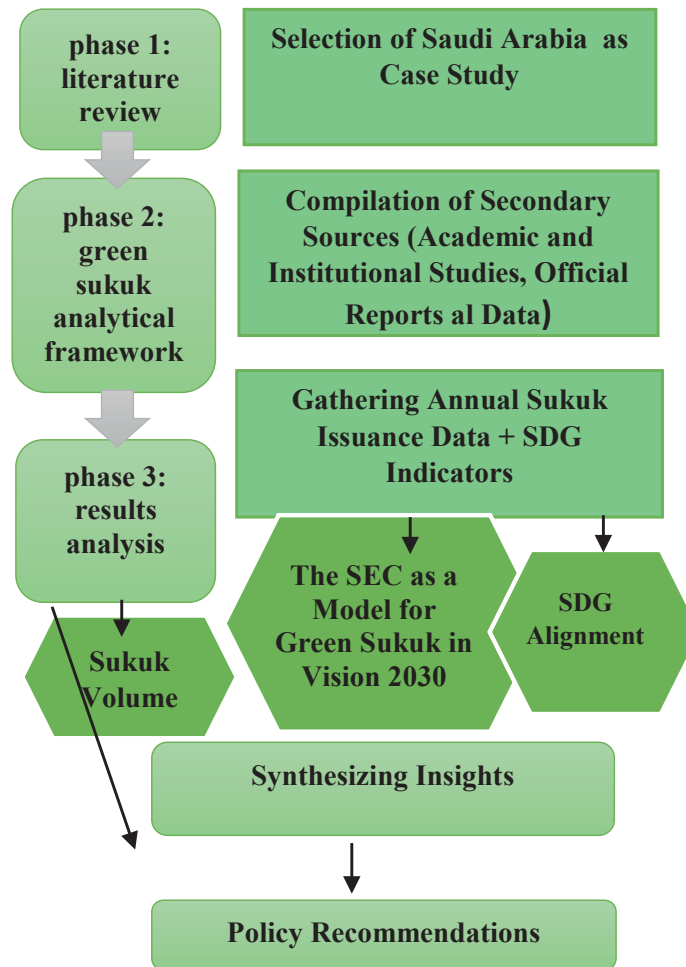 phase 1:
literature
review
Selection of Saudi Arabia as
Case Study
phase 2:
green
sukuk
analytical
framework
Compilation of Secondary
Sources (Academic and
Institutional Studies, Official
Reports al Data)
phase 3:
results
analysis
Gathering Annual Sukuk
Issuance Data + SDG
Indicators
Sukuk
Volume
The SEC as a
Model for
Green Sukuk in
Vision 2030
SDG
Alignment
Synthesizing Insights
Policy Recommendations